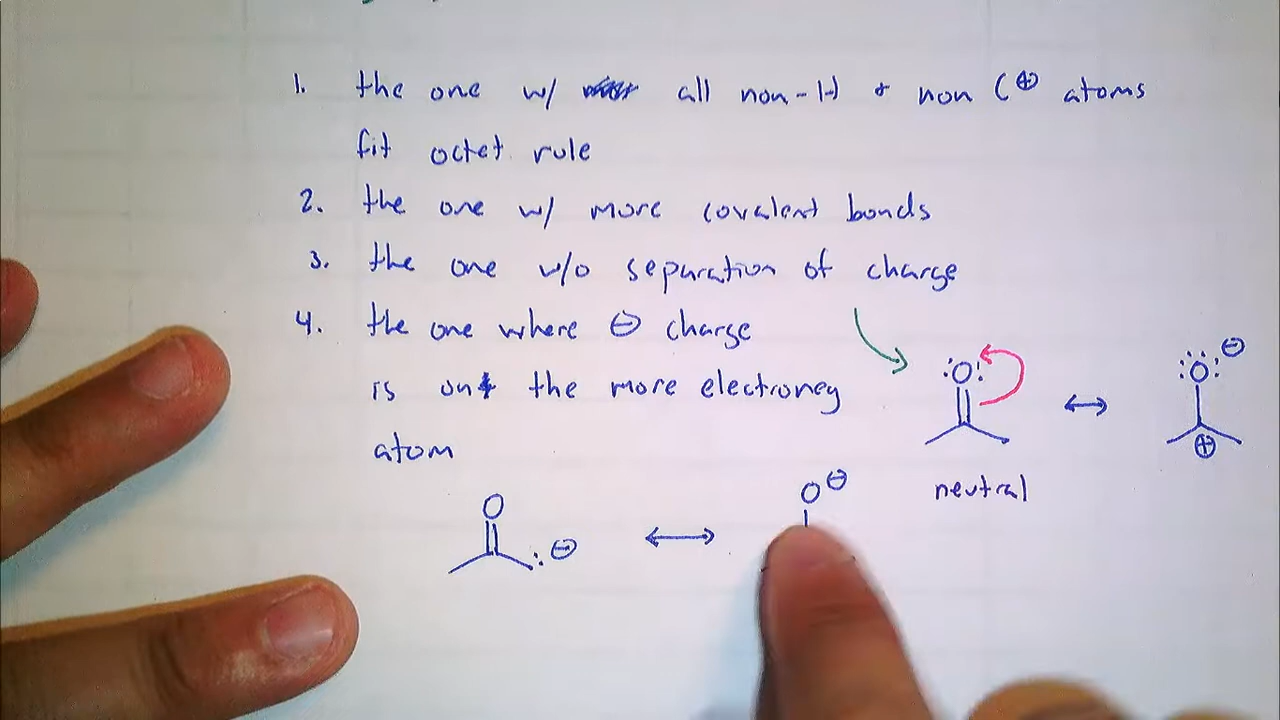 1. the one w/ all non-H + non C⊕ atoms
fit octet rule
2. the one w/ more covalent bonds
3. the one w/o separation of charge
4. the one where ⊖ charge
is on the more electroneg
atom
:O: ↔ :O: ⊖
⊕
neutral
O : ⊖ ↔ O ⊖